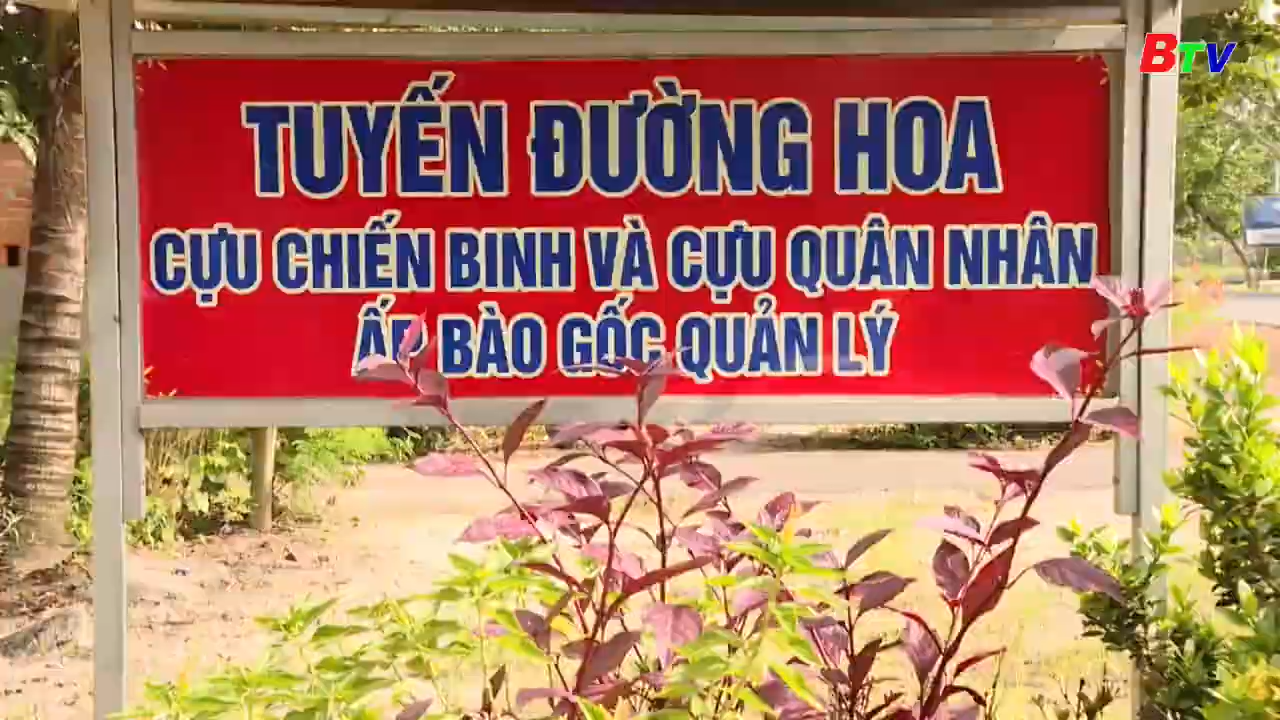 BTV
TUYẾN ĐƯỜNG HOA
CỰU CHIẾN BINH VÀ CỰU QUÂN NHÂN
ẤP BÀO GỐC QUẢN LÝ